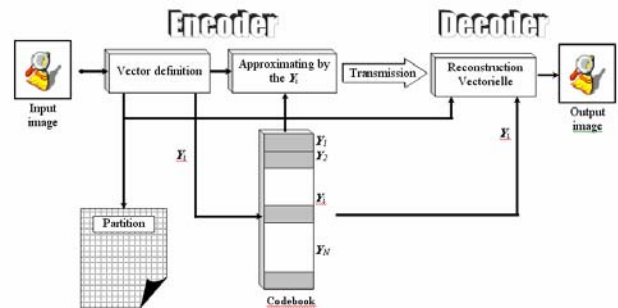 Encoder
Decoder
Input
image
Vector definition
Approximating by
the Yi
Transmission
Reconstruction
Vectorielle
Output
image
Yi
Yi
Partition
Y1
Y2
Yi
YN
Codebook